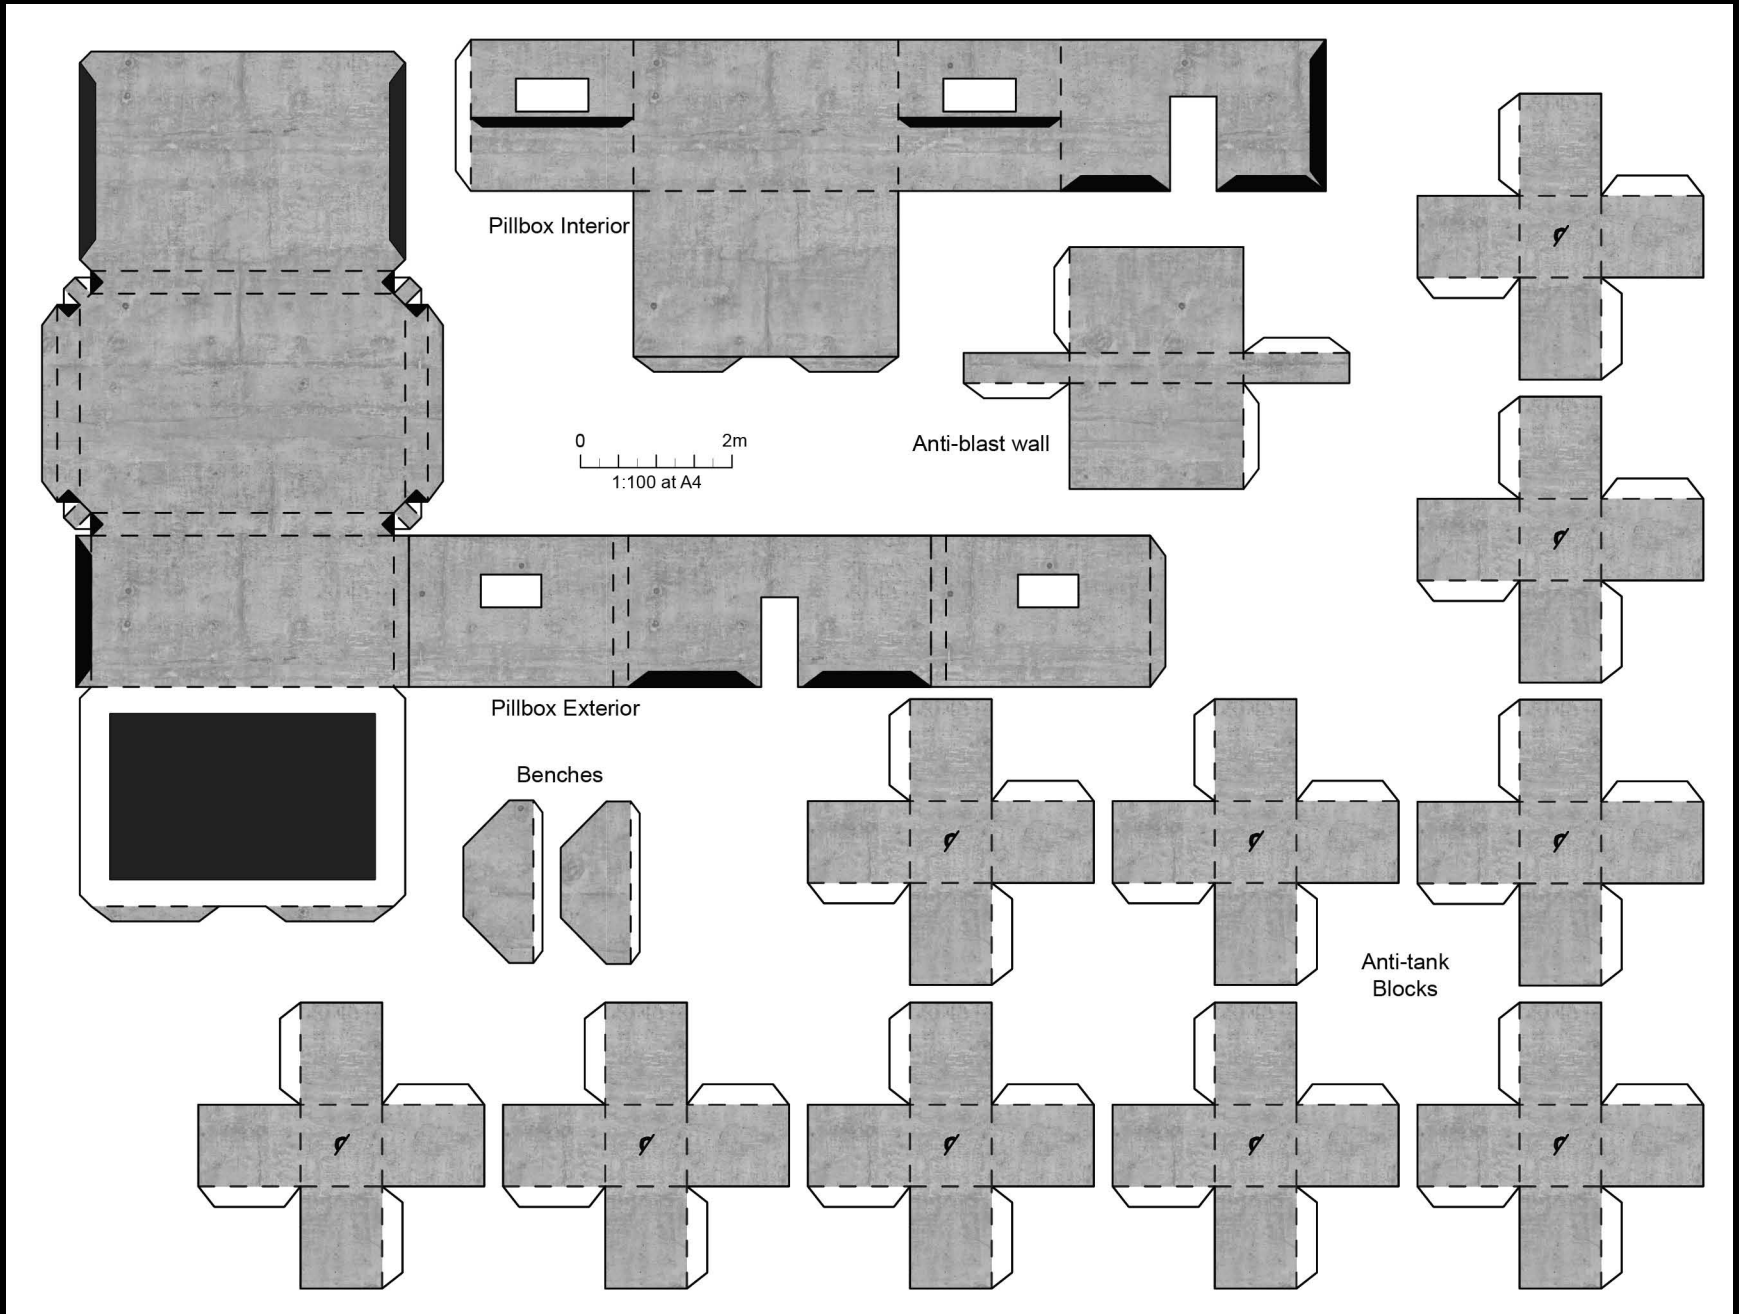 Pillbox Interior
0 2m
1:100 at A4
Anti-blast wall
Pillbox Exterior
Benches
Anti-tank
Blocks